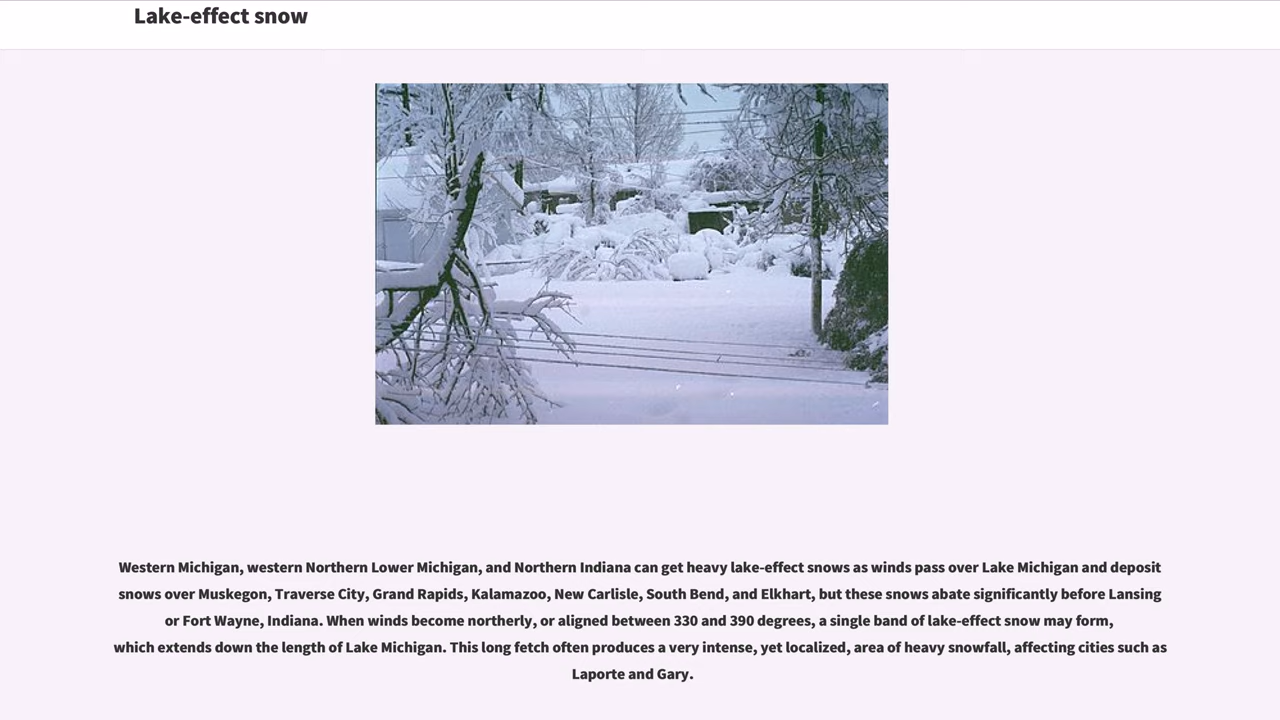 Lake-effect snow
Western Michigan, western Northern Lower Michigan, and Northern Indiana can get heavy lake-effect snows as winds pass over Lake Michigan and deposit
snows over Muskegon, Traverse City, Grand Rapids, Kalamazoo, New Carlisle, South Bend, and Elkhart, but these snows abate significantly before Lansing
or Fort Wayne, Indiana. When winds become northerly, or aligned between 330 and 390 degrees, a single band of lake-effect snow may form,
which extends down the length of Lake Michigan. This long fetch often produces a very intense, yet localized, area of heavy snowfall, affecting cities such as
Laporte and Gary.